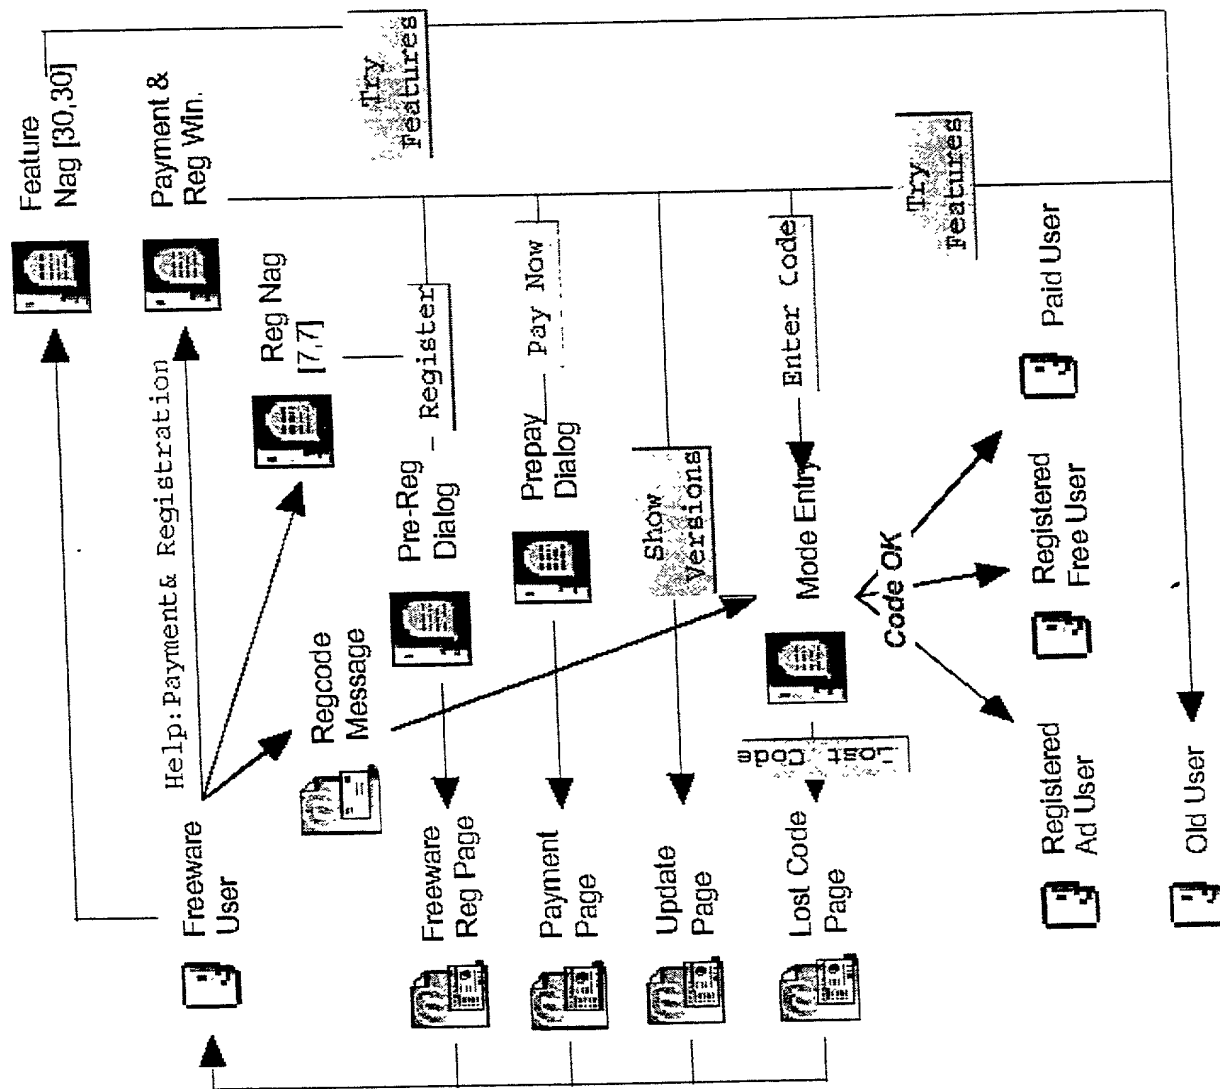 Feature
Nag [30,30]
Payment &
Reg Win.
Try
Features
Help:Payment& Registration
Reg Nag
[7,7]
Freeware
User
Regcode
Message
Pre-Reg
Dialog
Register
Prepay
Dialog
Pay Now
Show
Versions
Mode Entry
Enter Code
Try
Features
Freeware
Reg Page
Payment
Page
Update
Page
Lost Code
Lost Code
Page
Code OK
Registered
Ad User
Registered
Free User
Paid User
Old User